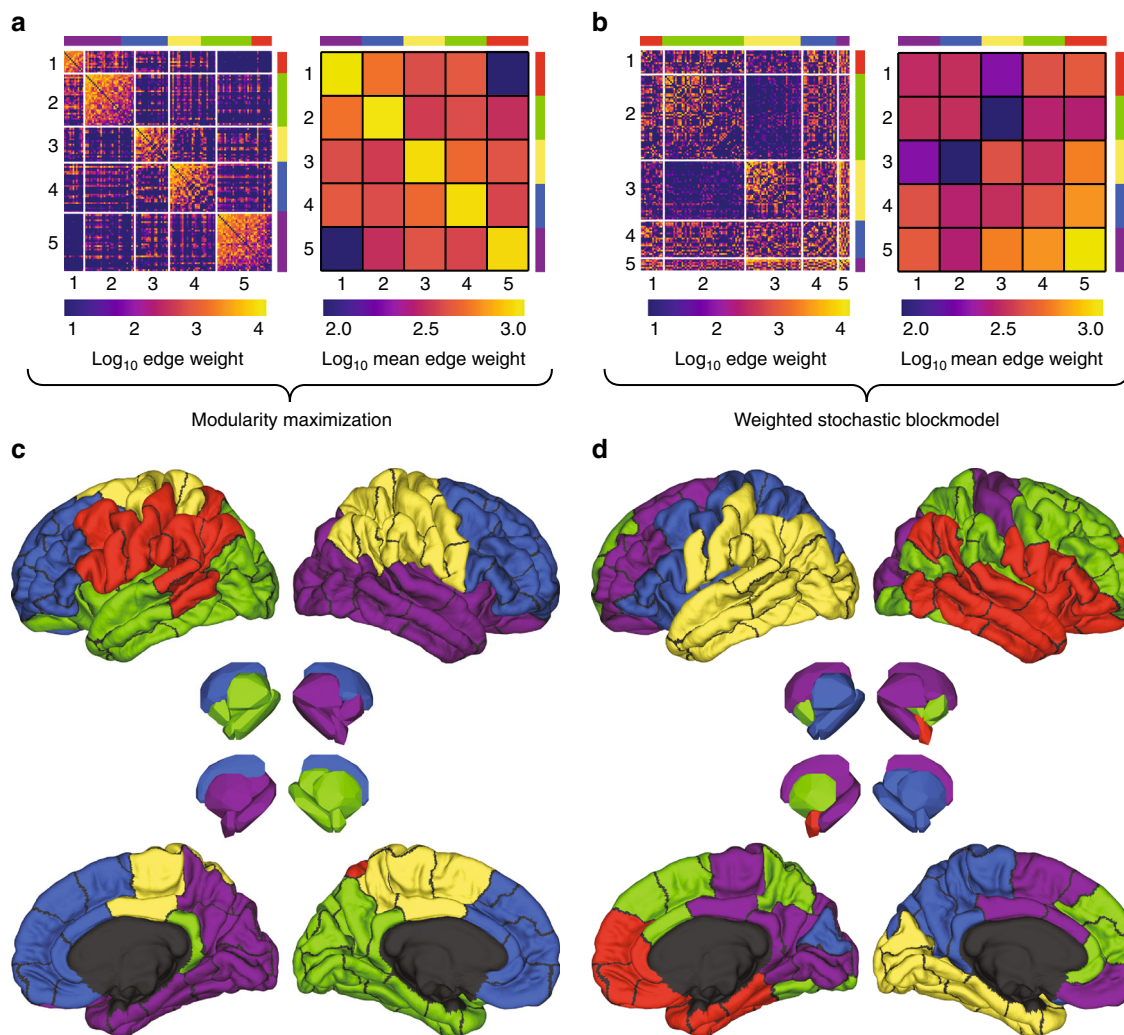 a
b
1
2
3
4
5
1 2 3 4 5
1 2 3 4
Log10 edge weight
1
2
3
4
5
1 2 3 4 5
2.0 2.5 3.0
Log10 mean edge weight
Modularity maximization
1
2
3
4
5
1 2 3 4 5
1 2 3 4
Log10 edge weight
1
2
3
4
5
1 2 3 4 5
2.0 2.5 3.0
Log10 mean edge weight
Weighted stochastic blockmodel
c
d